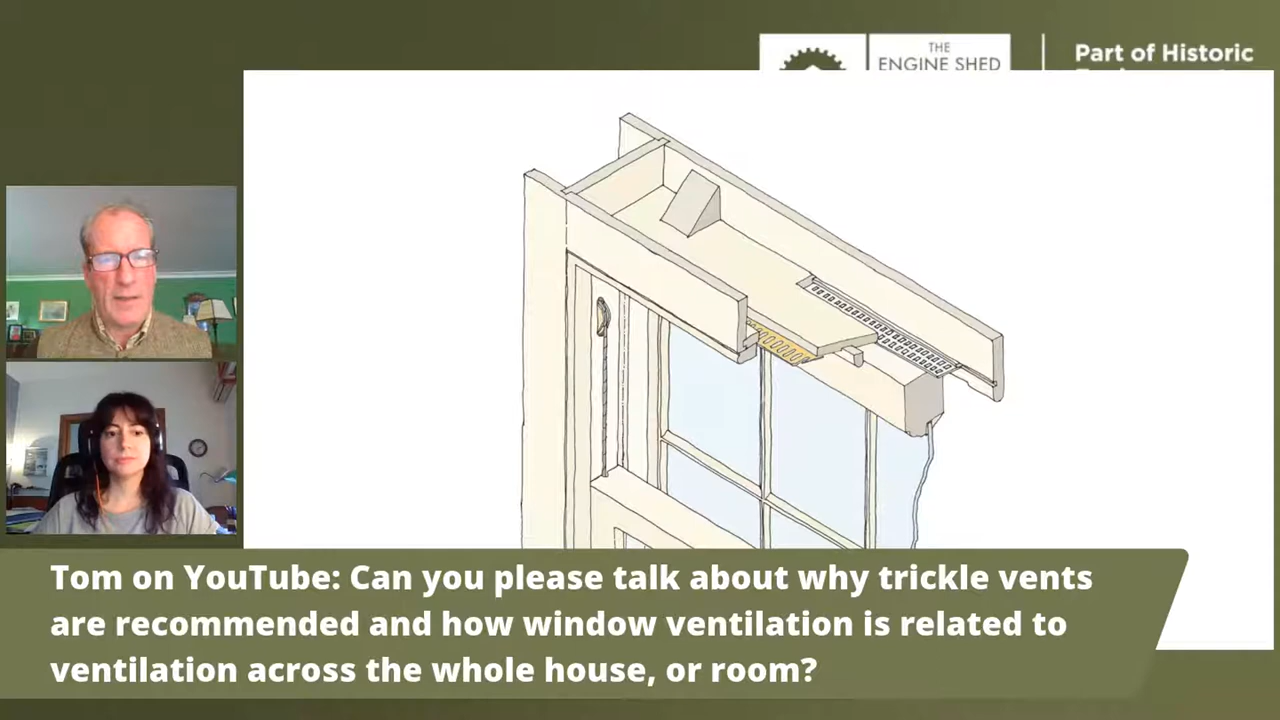 THE
ENGINE SHED
Part of Historic
Tom on YouTube: Can you please talk about why trickle vents
are recommended and how window ventilation is related to
ventilation across the whole house, or room?